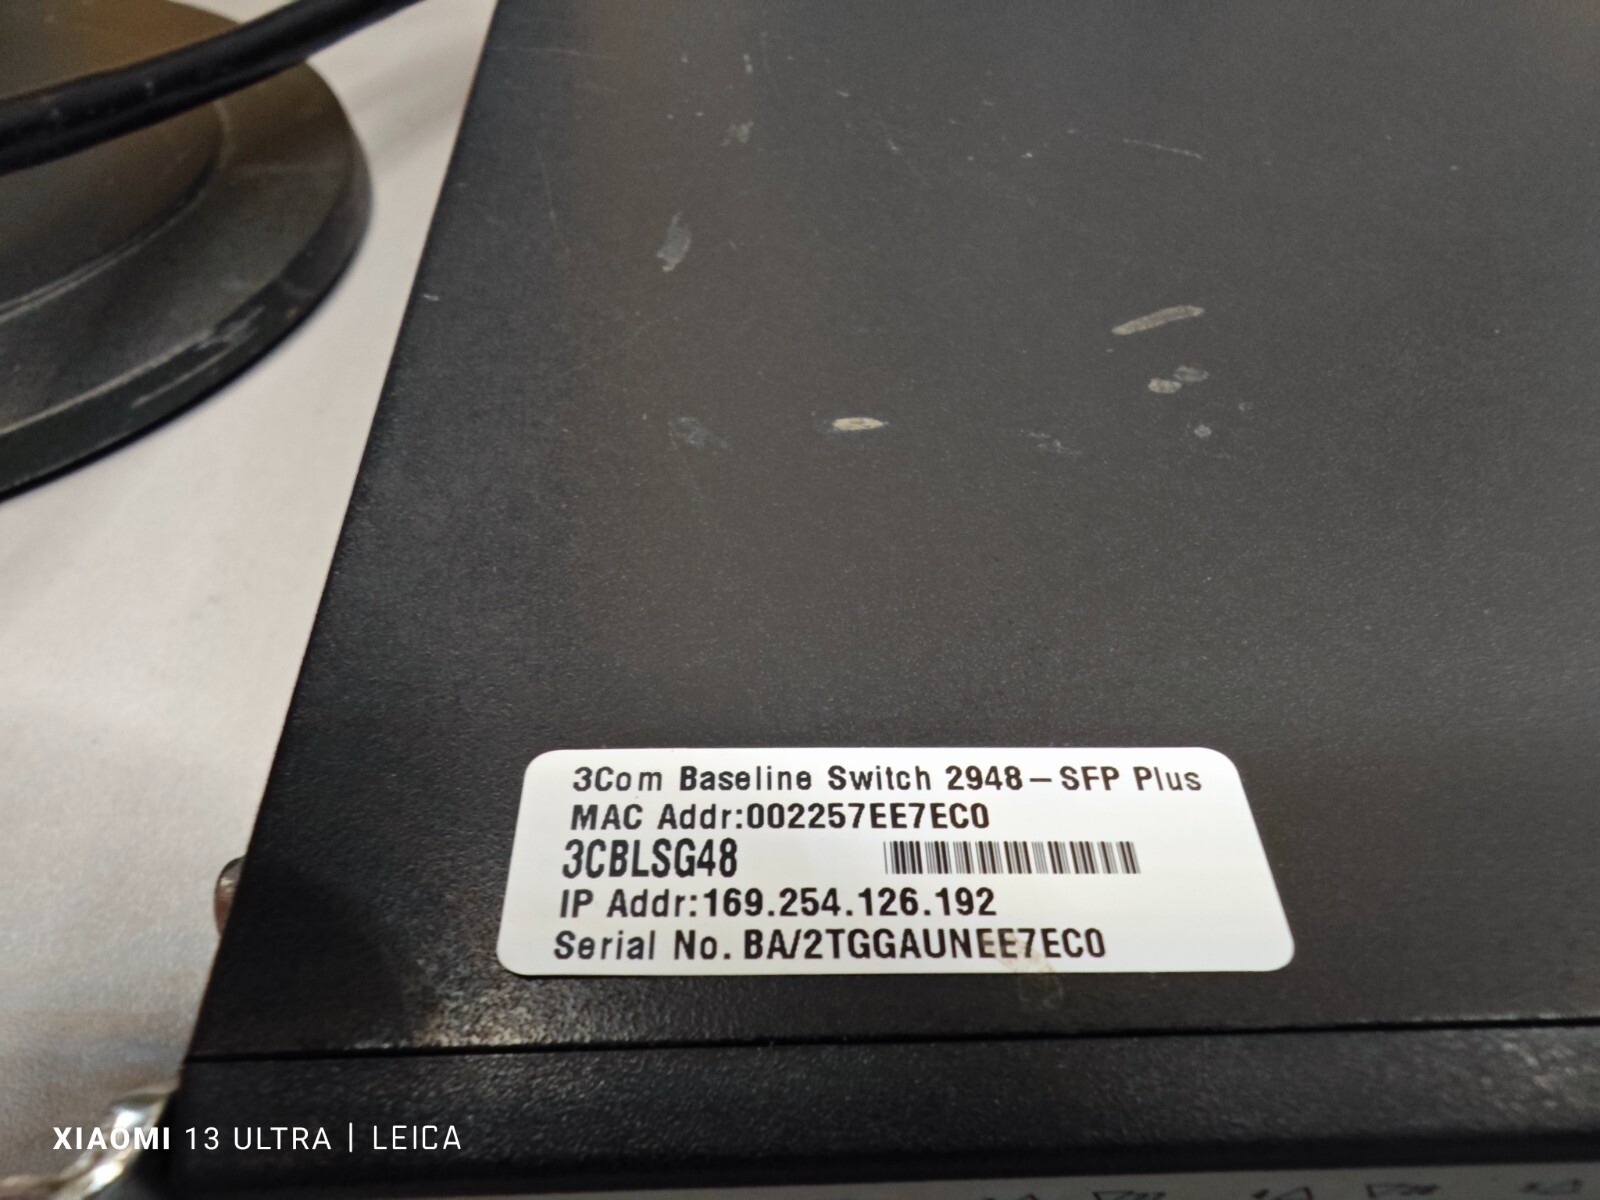 3Com Baseline Switch 2948-SFP Plus
MAC Addr:002257EE7EC0
3CBLSG48
IP Addr:169.254.126.192
Serial No. BA/2TGGAUNEE7EC0
XIAOMI 13 ULTRA | LEICA